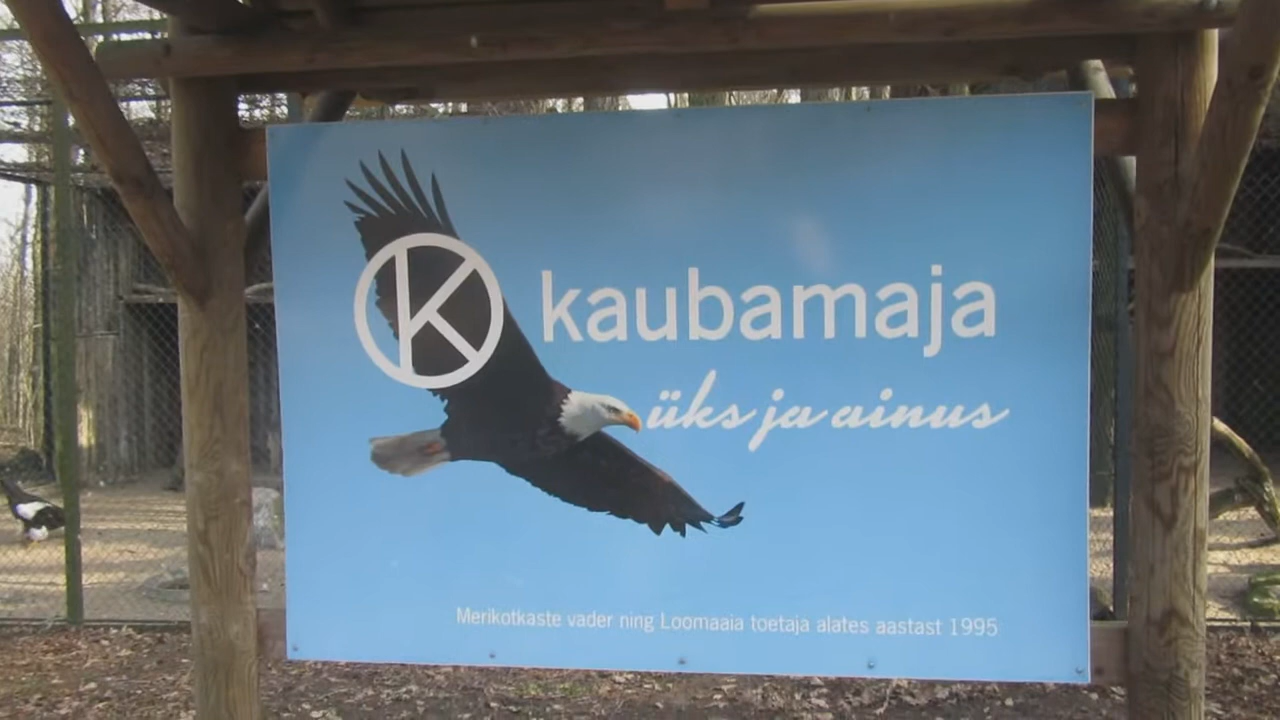 K kaubamaja
üks ja ainus
Merikotkaste vader ning Loomaaia toetaja alates aastast 1995